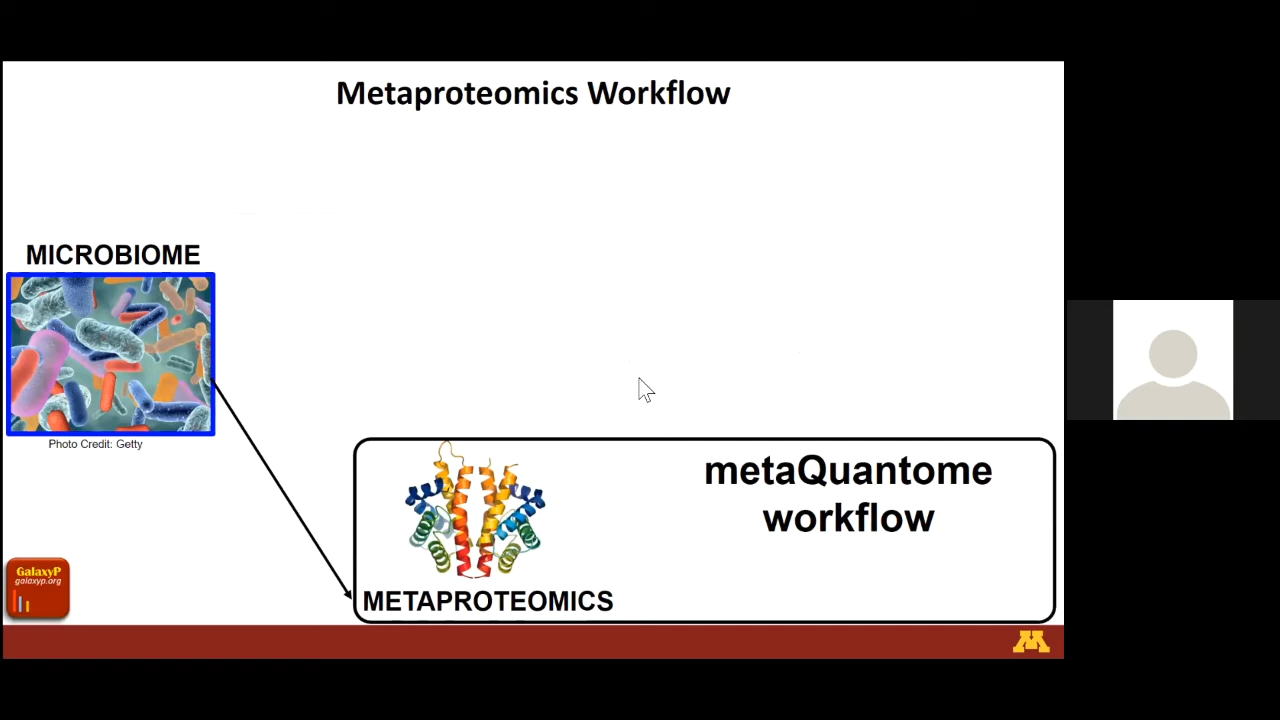 Metaproteomics Workflow
MICROBIOME
Photo Credit: Getty
metaQuantome
workflow
METAPROTEOMICS
GalaxyP
galaxyp.org
M